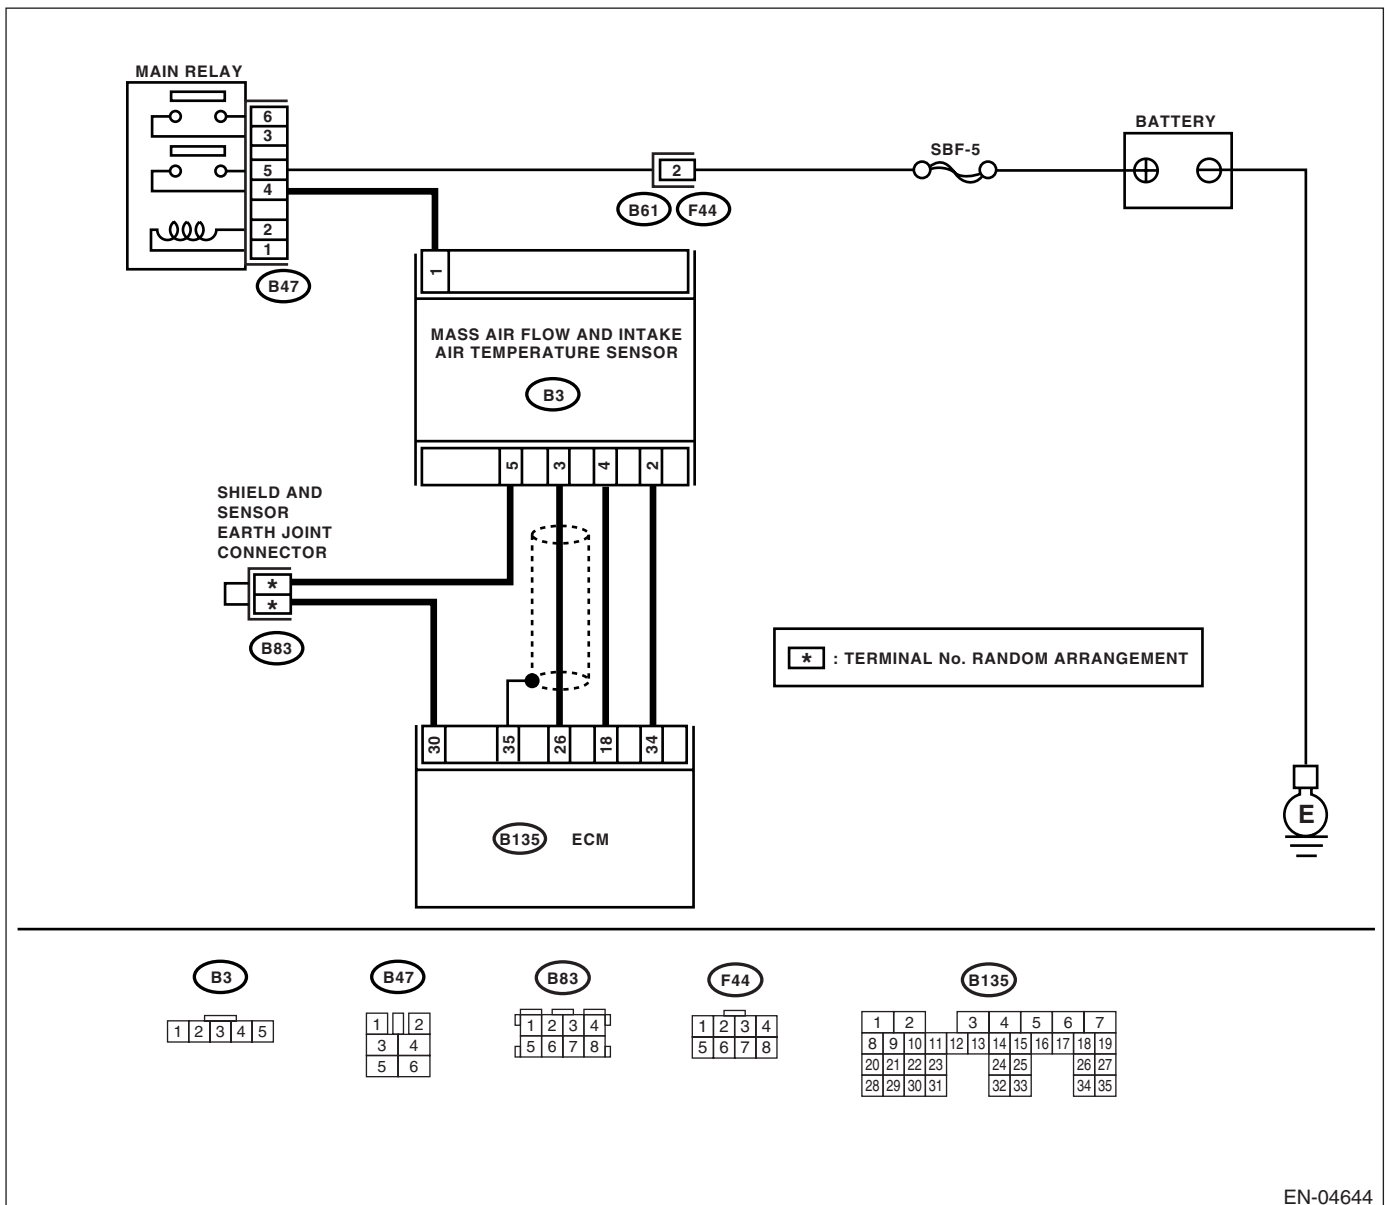 MAIN RELAY
6
3
5
4
2
1
B47
2
B61 F44
SBF-5
BATTERY
1
MASS AIR FLOW AND INTAKE
AIR TEMPERATURE SENSOR
B3
5 3 4 2
SHIELD AND
SENSOR
EARTH JOINT
CONNECTOR
*
*
B83
* : TERMINAL No. RANDOM ARRANGEMENT
30 35 26 18 34
B135 ECM
E
B3
1 2 3 4 5
B47
1 2
3 4
5 6
B83
1 2 3 4
5 6 7 8
F44
1 2 3 4
5 6 7 8
B135
1 2 3 4 5 6 7
8 9 10 11 12 13 14 15 16 17 18 19
20 21 22 23 24 25 26 27
28 29 30 31 32 33 34 35
EN-04644